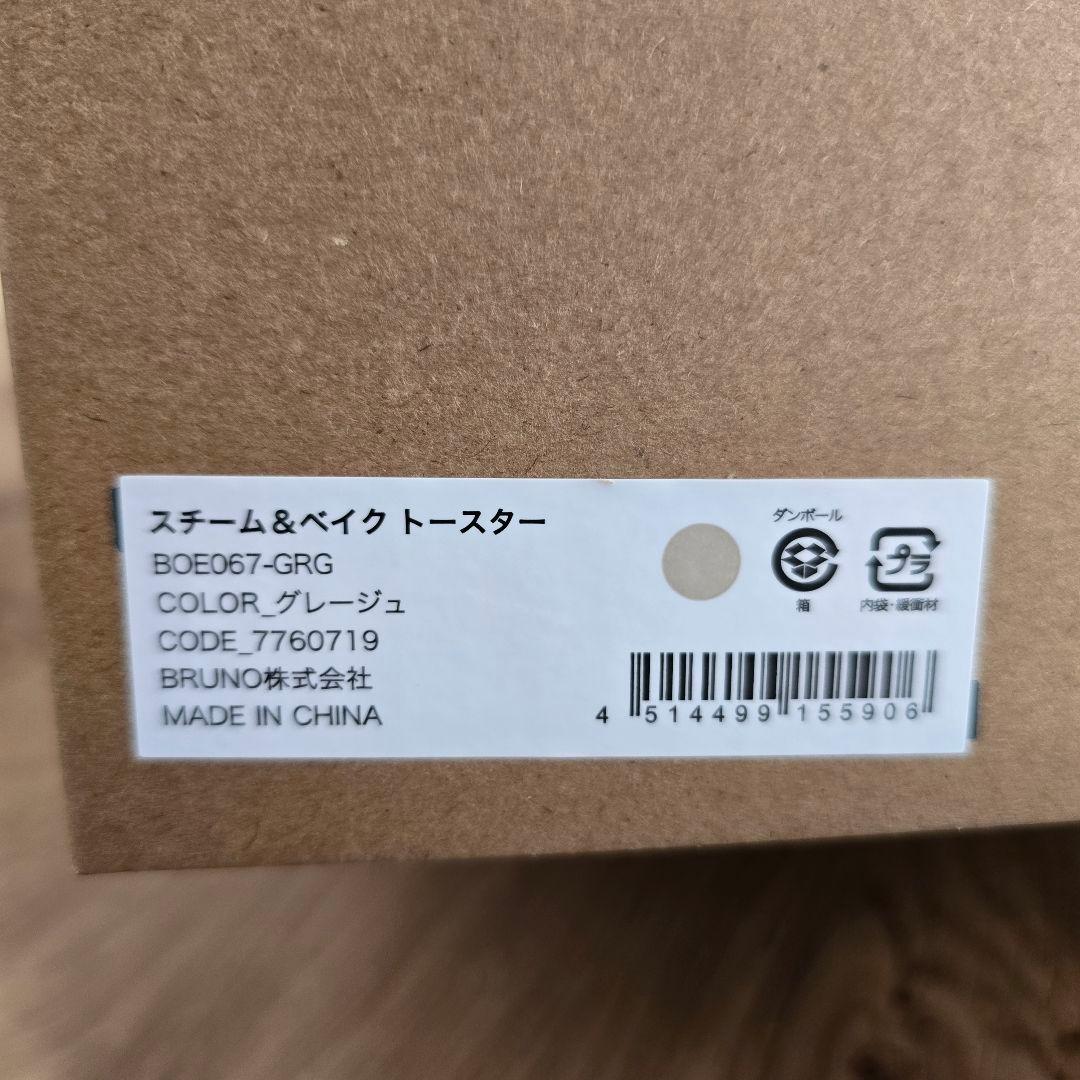 スチーム&ベイク トースター
BOE067-GRG
COLOR_グレージュ
CODE_7760719
BRUNO株式会社
MADE IN CHINA
ダンボール
箱
プラ
内袋・緩衝材
4 514499 155906